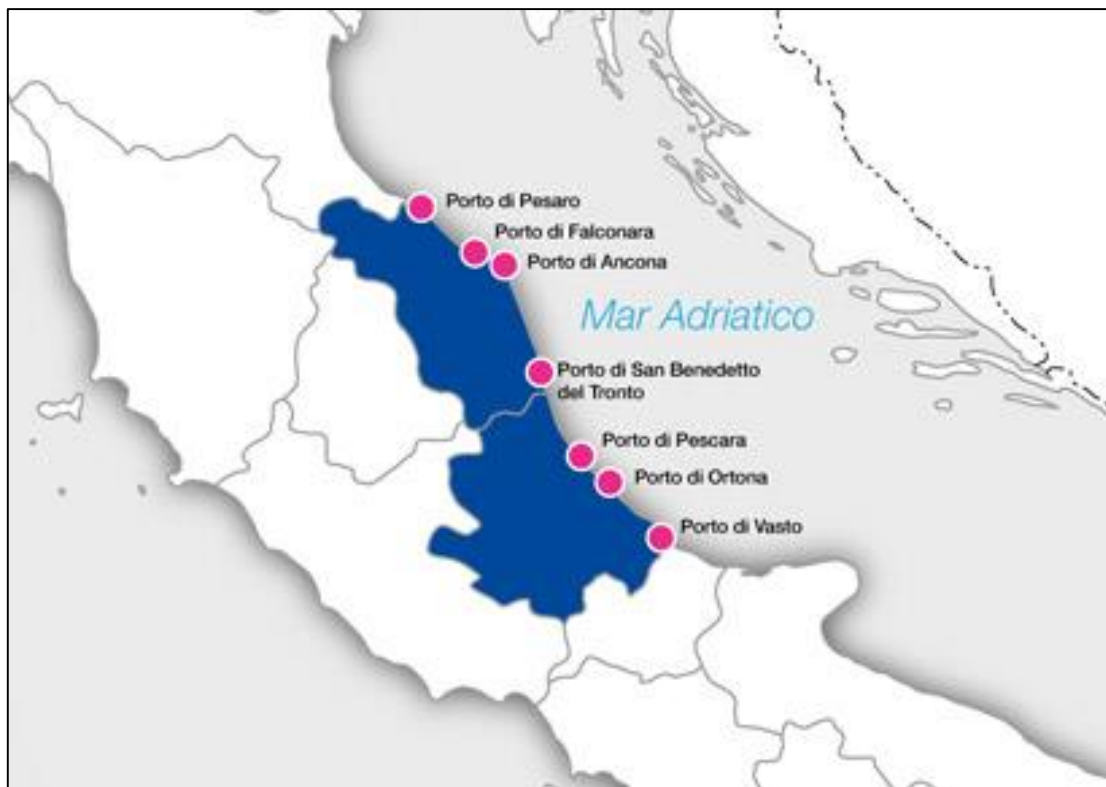 Porto di Pesaro
Porto di Falconara
Porto di Ancona
Mar Adriatico
Porto di San Benedetto
del Tronto
Porto di Pescara
Porto di Ortona
Porto di Vasto